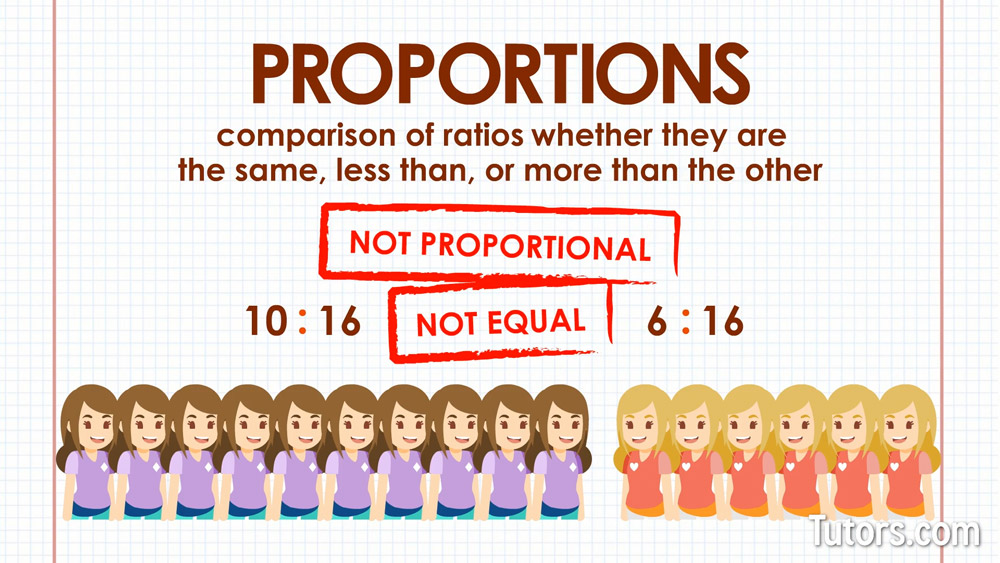 PROPORTIONS
comparison of ratios whether they are
the same, less than, or more than the other
NOT PROPORTIONAL
10 : 16 NOT EQUAL 6 : 16
Tutors.com